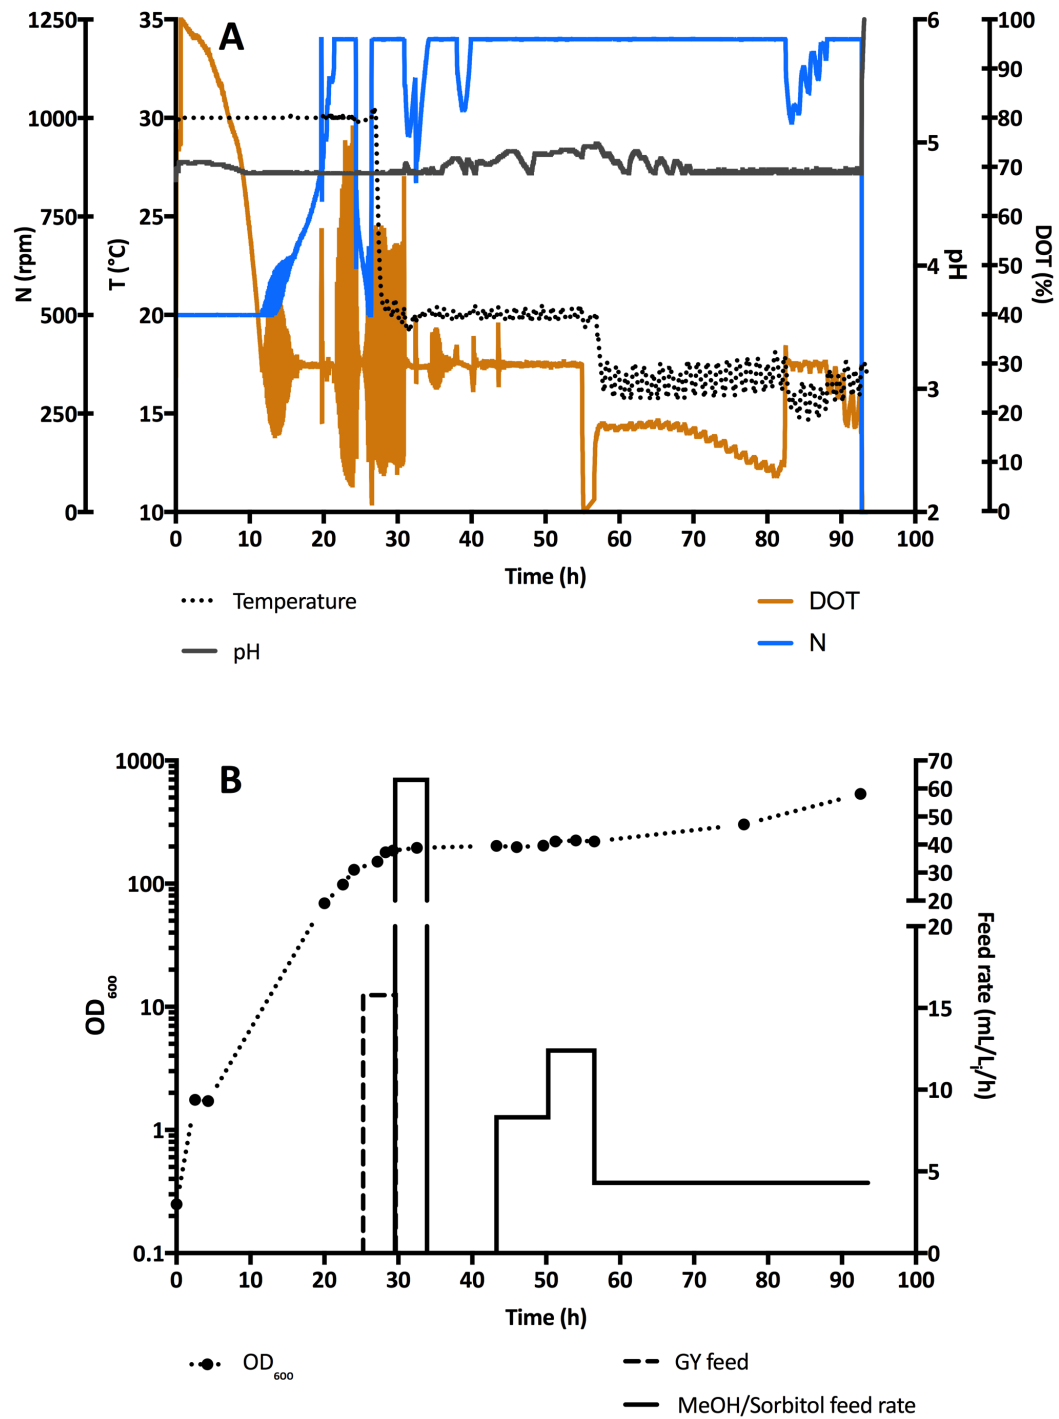 A
1250
1000
750
500
250
0
N (rpm)
35
30
25
20
15
10
T (°C)
6
5
4
3
2
pH
100
90
80
70
60
50
40
30
20
10
0
DOT (%)
0 10 20 30 40 50 60 70 80 90 100
Time (h)
Temperature
pH
DOT
N
B
1000
100
10
1
0.1
OD600
70
60
50
40
30
20
20
15
10
5
0
Feed rate (mL/Li/h)
0 10 20 30 40 50 60 70 80 90 100
Time (h)
OD600
GY feed
MeOH/Sorbitol feed rate